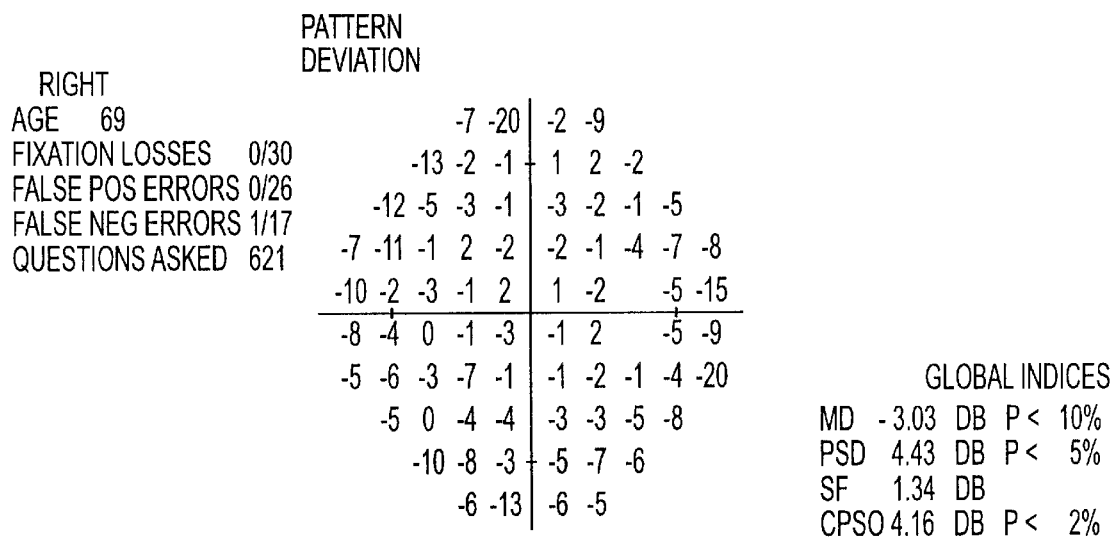 PATTERN
DEVIATION
RIGHT
AGE 69
FIXATION LOSSES 0/30
FALSE POS ERRORS 0/26
FALSE NEG ERRORS 1/17
QUESTIONS ASKED 621
-7 -20 -2 -9
-13 -2 -1 1 2 -2
-12 -5 -3 -1 -3 -2 -1 -5
-7 -11 -1 2 -2 -2 -1 -4 -7 -8
-10 -2 -3 -1 2 1 -2 -5 -15
-8 -4 0 -1 -3 -1 2 -5 -9
-5 -6 -3 -7 -1 -1 -2 -1 -4 -20
-5 0 -4 -4 -3 -3 -5 -8
-10 -8 -3 -5 -7 -6
-6 -13 -6 -5
GLOBAL INDICES
MD - 3.03 DB P < 10%
PSD 4.43 DB P < 5%
SF 1.34 DB
CPSO 4.16 DB P < 2%